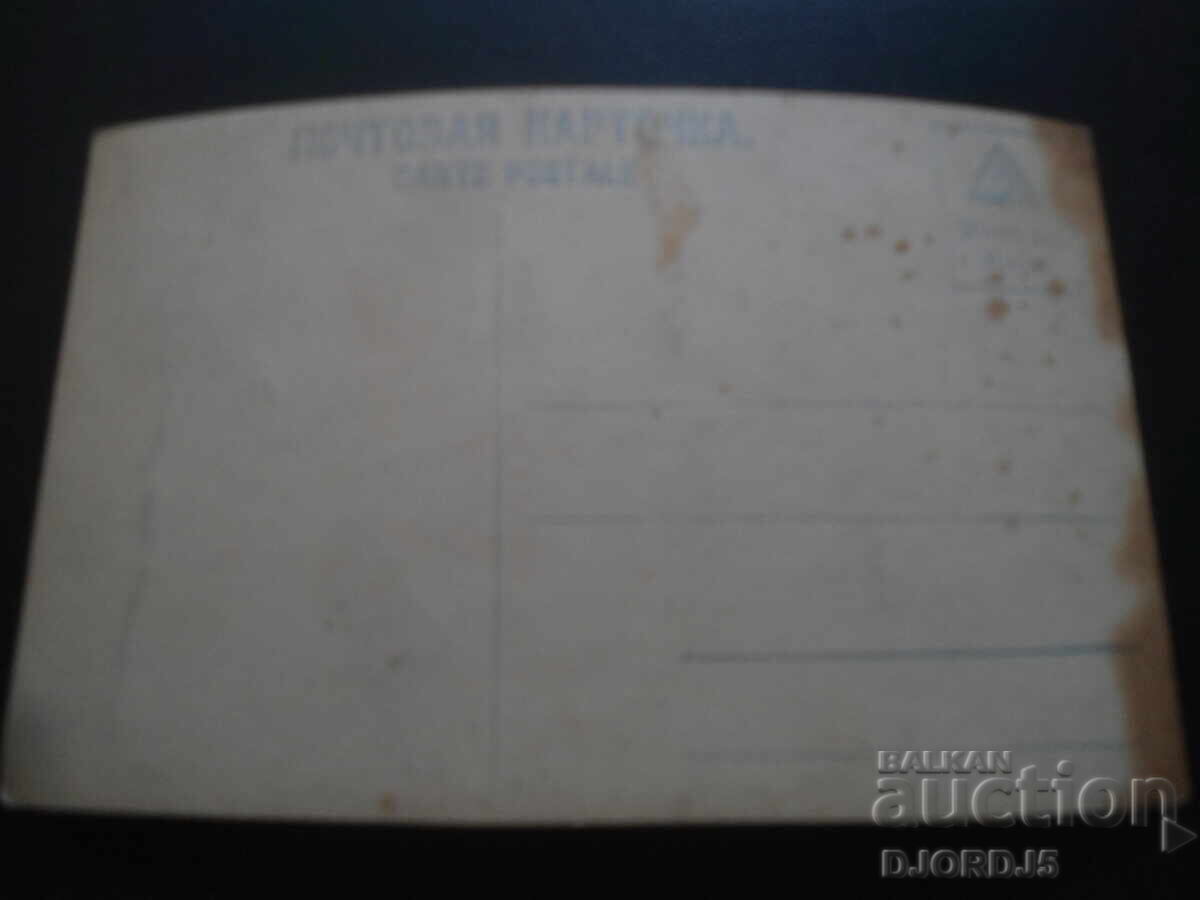 ПОЧТОВАЯ КАРТОЧКА.
CARTE POSTALE
BALKAN
auction
DJORDJ5